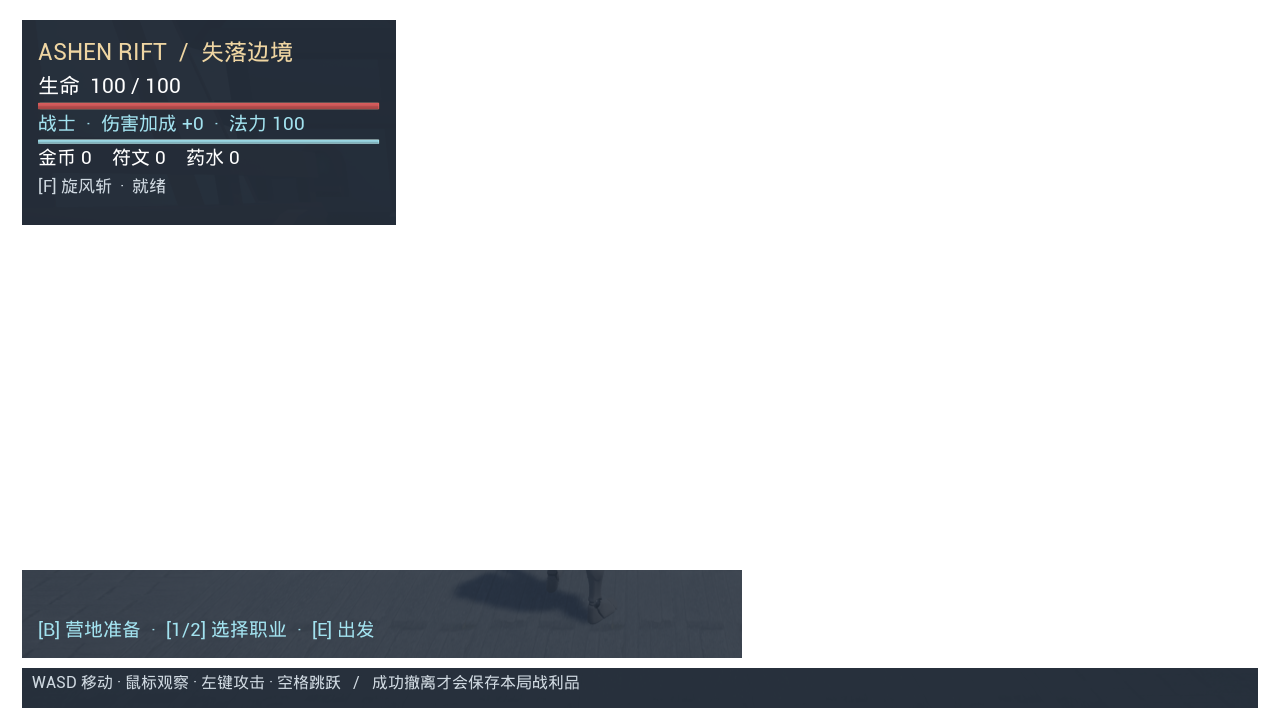 ASHEN RIFT / 失落边境
生命 100 / 100
战士 · 伤害加成 +0 · 法力 100
金币 0 符文 0 药水 0
[F] 旋风斩 · 就绪
[B] 营地准备 · [1/2] 选择职业 · [E] 出发
WASD 移动 · 鼠标观察 · 左键攻击 · 空格跳跃 / 成功撤离才会保存本局战利品